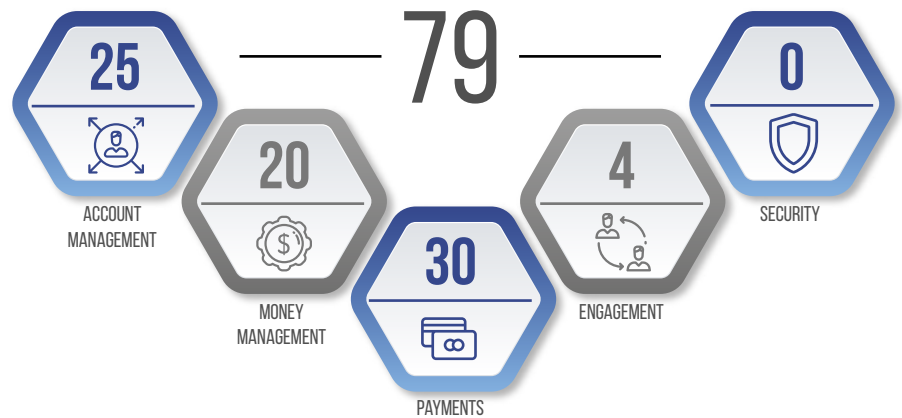 79
25
ACCOUNT
MANAGEMENT
20
MONEY
MANAGEMENT
30
PAYMENTS
4
ENGAGEMENT
0
SECURITY